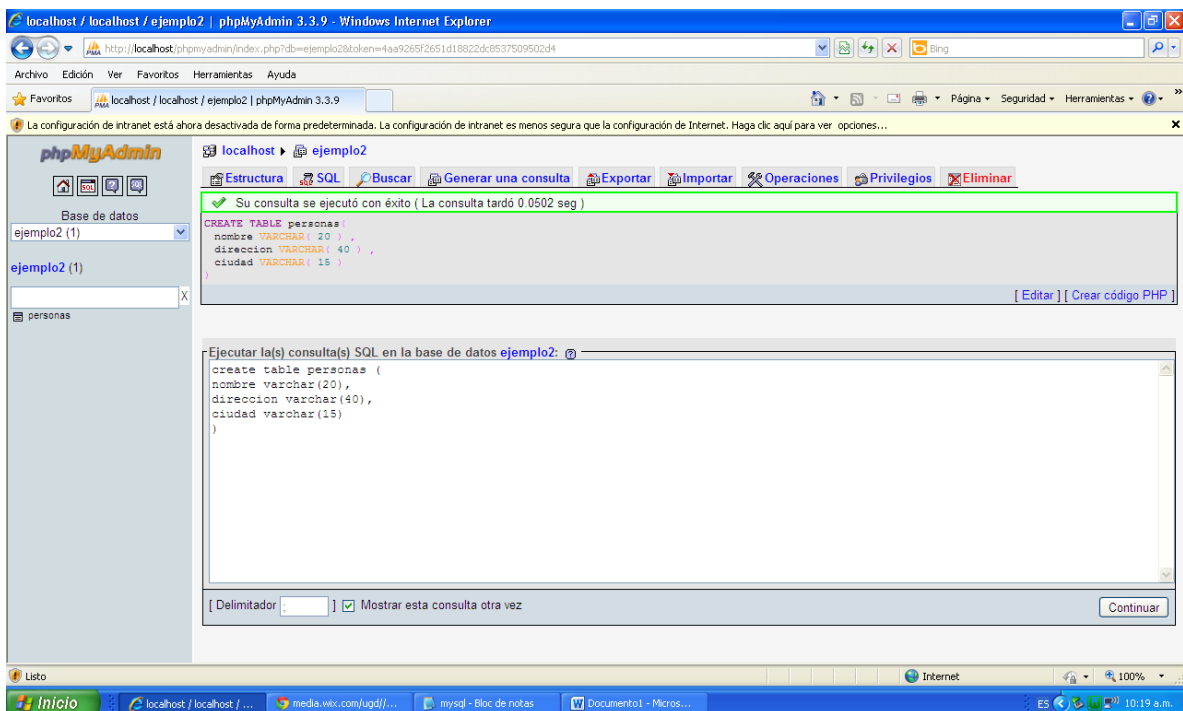 localhost / localhost / ejemplo2 | phpMyAdmin 3.3.9 - Windows Internet Explorer
http://localhost/phpmyadmin/index.php?db=ejemplo2&token=4aa9265f2651d18822dc8537509502d4
Bing
Archivo Edición Ver Favoritos Herramientas Ayuda
Favoritos localhost / localhost / ejemplo2 | phpMyAdmin 3.3.9 Página Seguridad Herramientas
La configuración de intranet está ahora desactivada de forma predeterminada. La configuración de intranet es menos segura que la configuración de Internet. Haga clic aquí para ver opciones...
phpMyAdmin
Base de datos
ejemplo2 (1)
ejemplo2 (1)
X
personas
localhost ▸ ejemplo2
Estructura SQL Buscar Generar una consulta Exportar Importar Operaciones Privilegios Eliminar
Su consulta se ejecutó con éxito ( La consulta tardó 0.0502 seg )
CREATE TABLE personas(
nombre VARCHAR( 20 ) ,
direccion VARCHAR( 40 ) ,
ciudad VARCHAR( 15 )
)
[ Editar ] [ Crear código PHP ]
Ejecutar la(s) consulta(s) SQL en la base de datos ejemplo2:
create table personas (
nombre varchar(20),
direccion varchar(40),
ciudad varchar(15)
)
[ Delimitador ; ] Mostrar esta consulta otra vez
Continuar
Listo
Internet
100%
Inicio
localhost / localhost / ...
media.wix.com/ugd//...
mysql - Bloc de notas
Documento1 - Micros...
ES
10:19 a.m.